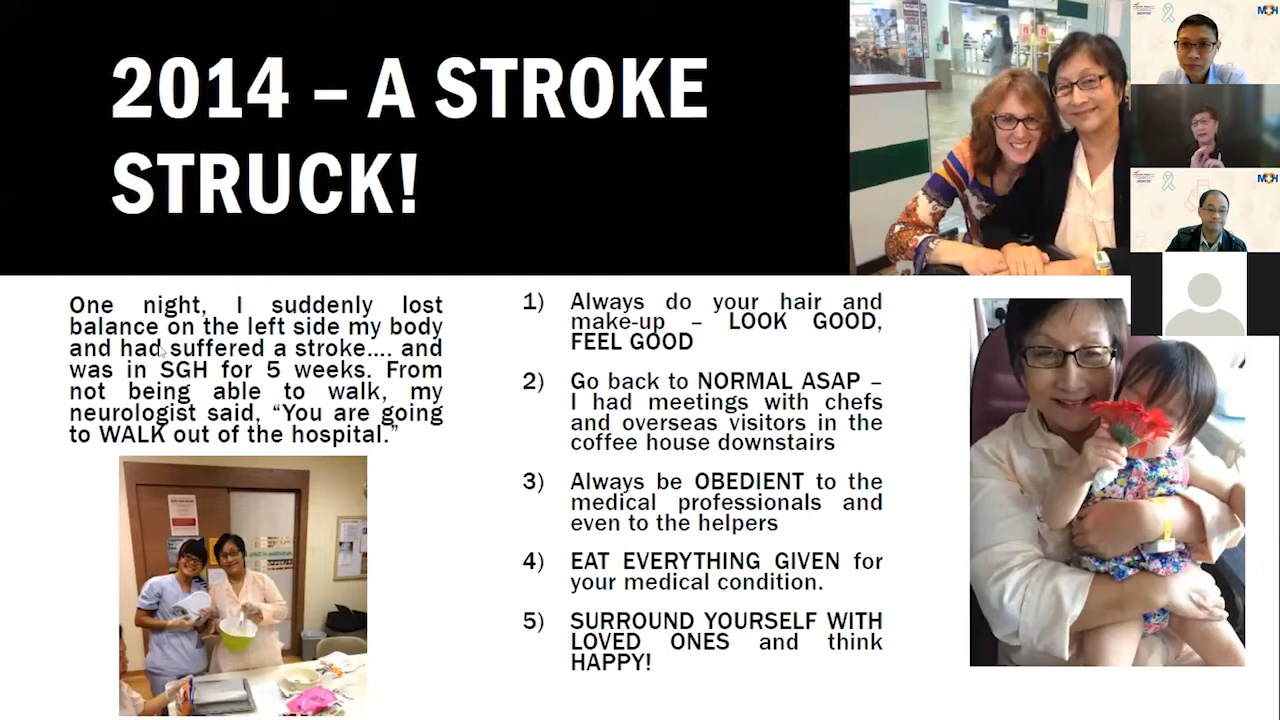 2014 – A STROKE
STRUCK!
One night, I suddenly lost
balance on the left side my body
and had suffered a stroke.... and
was in SGH for 5 weeks. From
not being able to walk, my
neurologist said, “You are going
to WALK out of the hospital.”
1) Always do your hair and
make-up – LOOK GOOD,
FEEL GOOD
2) Go back to NORMAL ASAP –
I had meetings with chefs
and overseas visitors in the
coffee house downstairs
3) Always be OBEDIENT to the
medical professionals and
even to the helpers
4) EAT EVERYTHING GIVEN for
your medical condition.
5) SURROUND YOURSELF WITH
LOVED ONES and think
HAPPY!